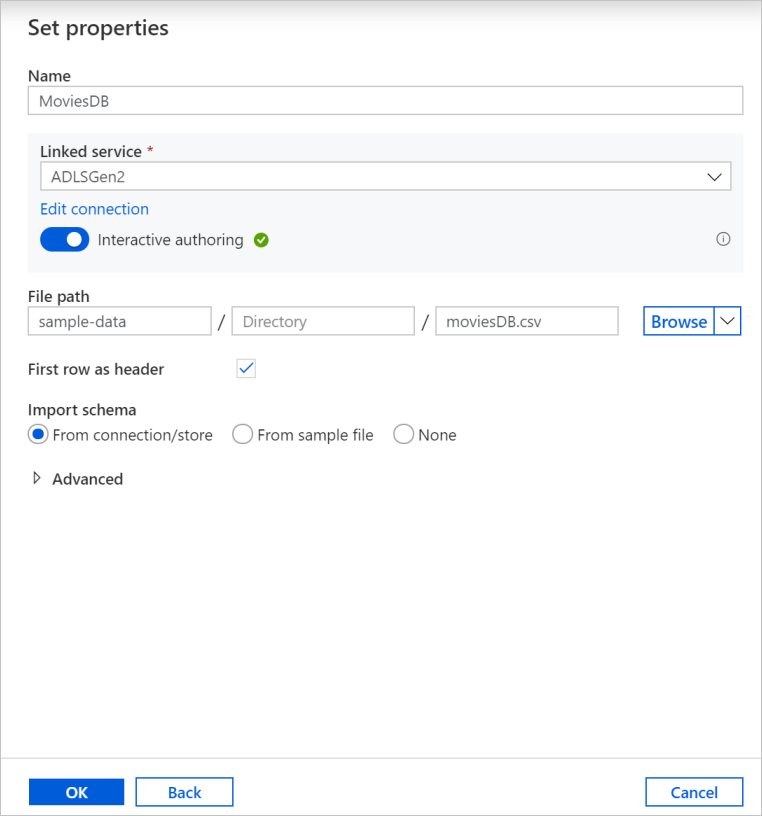 Set properties
Name
MoviesDB
Linked service *
ADLSGen2
Edit connection
Interactive authoring
File path
sample-data / Directory / moviesDB.csv Browse
First row as header
Import schema
From connection/store From sample file None
Advanced
OK Back Cancel